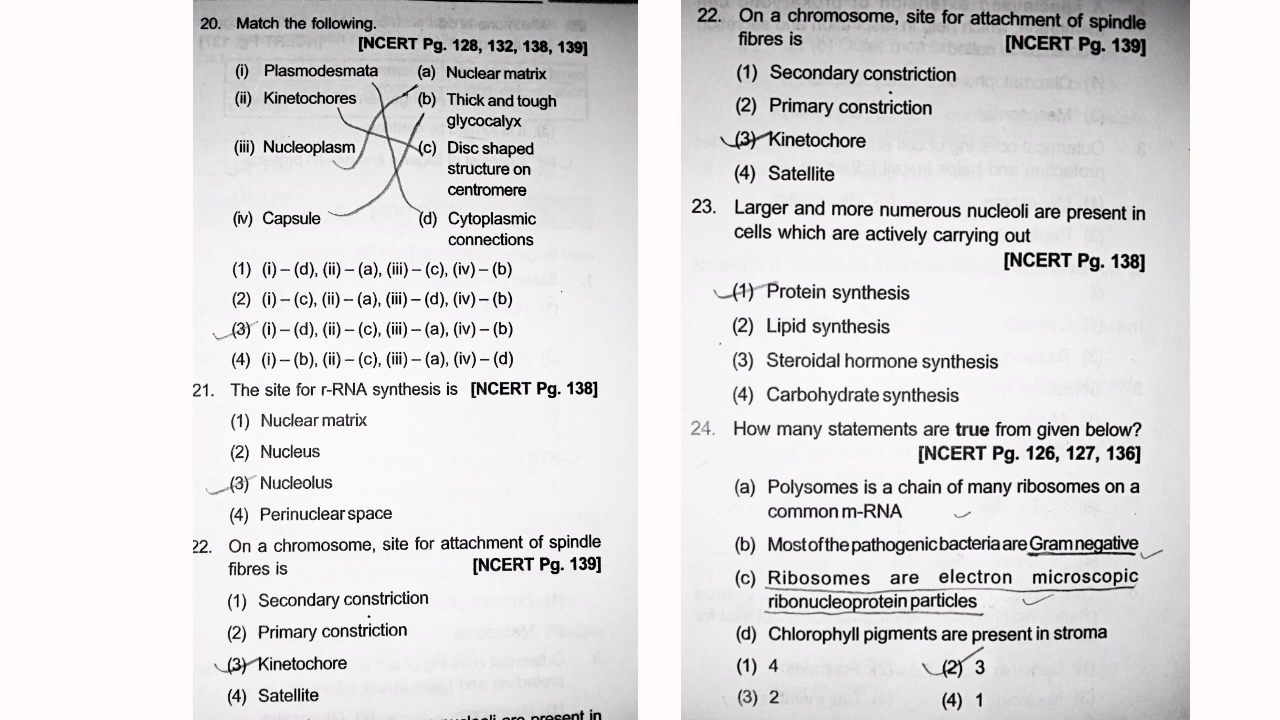 20. Match the following.
[NCERT Pg. 128, 132, 138, 139]
(i) Plasmodesmata (a) Nuclear matrix
(ii) Kinetochores (b) Thick and tough
glycocalyx
(iii) Nucleoplasm (c) Disc shaped
structure on
centromere
(iv) Capsule (d) Cytoplasmic
connections
(1) (i) – (d), (ii) – (a), (iii) – (c), (iv) – (b)
(2) (i) – (c), (ii) – (a), (iii) – (d), (iv) – (b)
(3) (i) – (d), (ii) – (c), (iii) – (a), (iv) – (b)
(4) (i) – (b), (ii) – (c), (iii) – (a), (iv) – (d)
21. The site for r-RNA synthesis is [NCERT Pg. 138]
(1) Nuclear matrix
(2) Nucleus
(3) Nucleolus
(4) Perinuclear space
22. On a chromosome, site for attachment of spindle
fibres is [NCERT Pg. 139]
(1) Secondary constriction
(2) Primary constriction
(3) Kinetochore
(4) Satellite
present in
22. On a chromosome, site for attachment of spindle
fibres is [NCERT Pg. 139]
(1) Secondary constriction
(2) Primary constriction
(3) Kinetochore
(4) Satellite
23. Larger and more numerous nucleoli are present in
cells which are actively carrying out
[NCERT Pg. 138]
(1) Protein synthesis
(2) Lipid synthesis
(3) Steroidal hormone synthesis
(4) Carbohydrate synthesis
24. How many statements are true from given below?
[NCERT Pg. 126, 127, 136]
(a) Polysomes is a chain of many ribosomes on a
common m-RNA
(b) Most of the pathogenic bacteria are Gram negative
(c) Ribosomes are electron microscopic
ribonucleoprotein particles
(d) Chlorophyll pigments are present in stroma
(1) 4 (2) 3
(3) 2 (4) 1